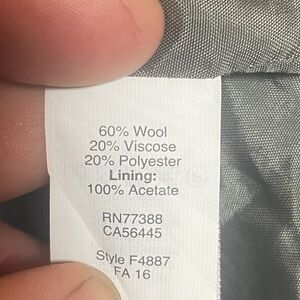 60% Wool
20% Viscose
20% Polyester
Lining:
100% Acetate
RN77388
CA56445
Style F4887
FA 16